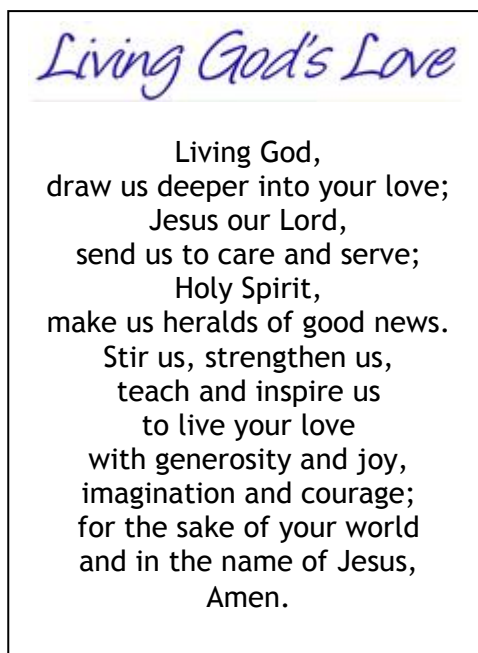 Living God's Love
Living God,
draw us deeper into your love;
Jesus our Lord,
send us to care and serve;
Holy Spirit,
make us heralds of good news.
Stir us, strengthen us,
teach and inspire us
to live your love
with generosity and joy,
imagination and courage;
for the sake of your world
and in the name of Jesus,
Amen.